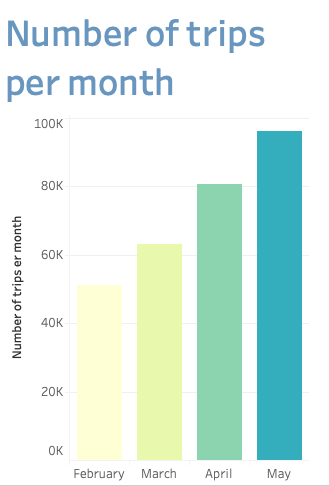 Number of trips
per month
100K
80K
60K
40K
20K
0K
Number of trips er month
February March April May